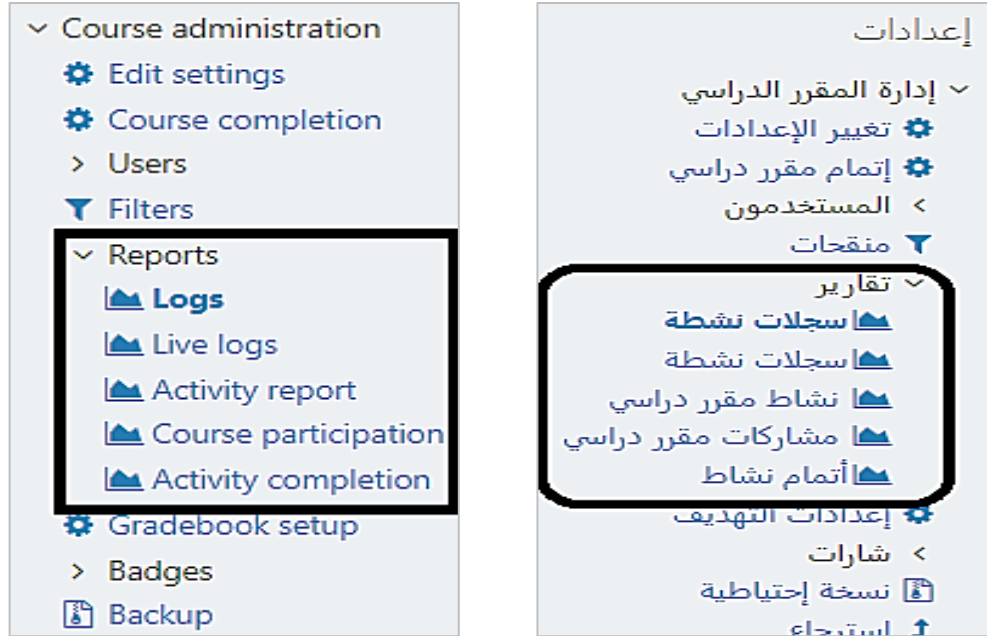 Course administration
Edit settings
Course completion
Users
Filters
Reports
Logs
Live logs
Activity report
Course participation
Activity completion
Gradebook setup
Badges
Backup
إعدادات
إدارة المقرر الدراسي
تغيير الإعدادات
إتمام مقرر دراسي
المستخدمون
منقحات
تقارير
سجلات نشطة
سجلات نشطة
نشاط مقرر دراسي
مشاركات مقرر دراسي
أتمام نشاط
إعدادات التهديف
شارات
نسخة إحتياطية
استرجاع